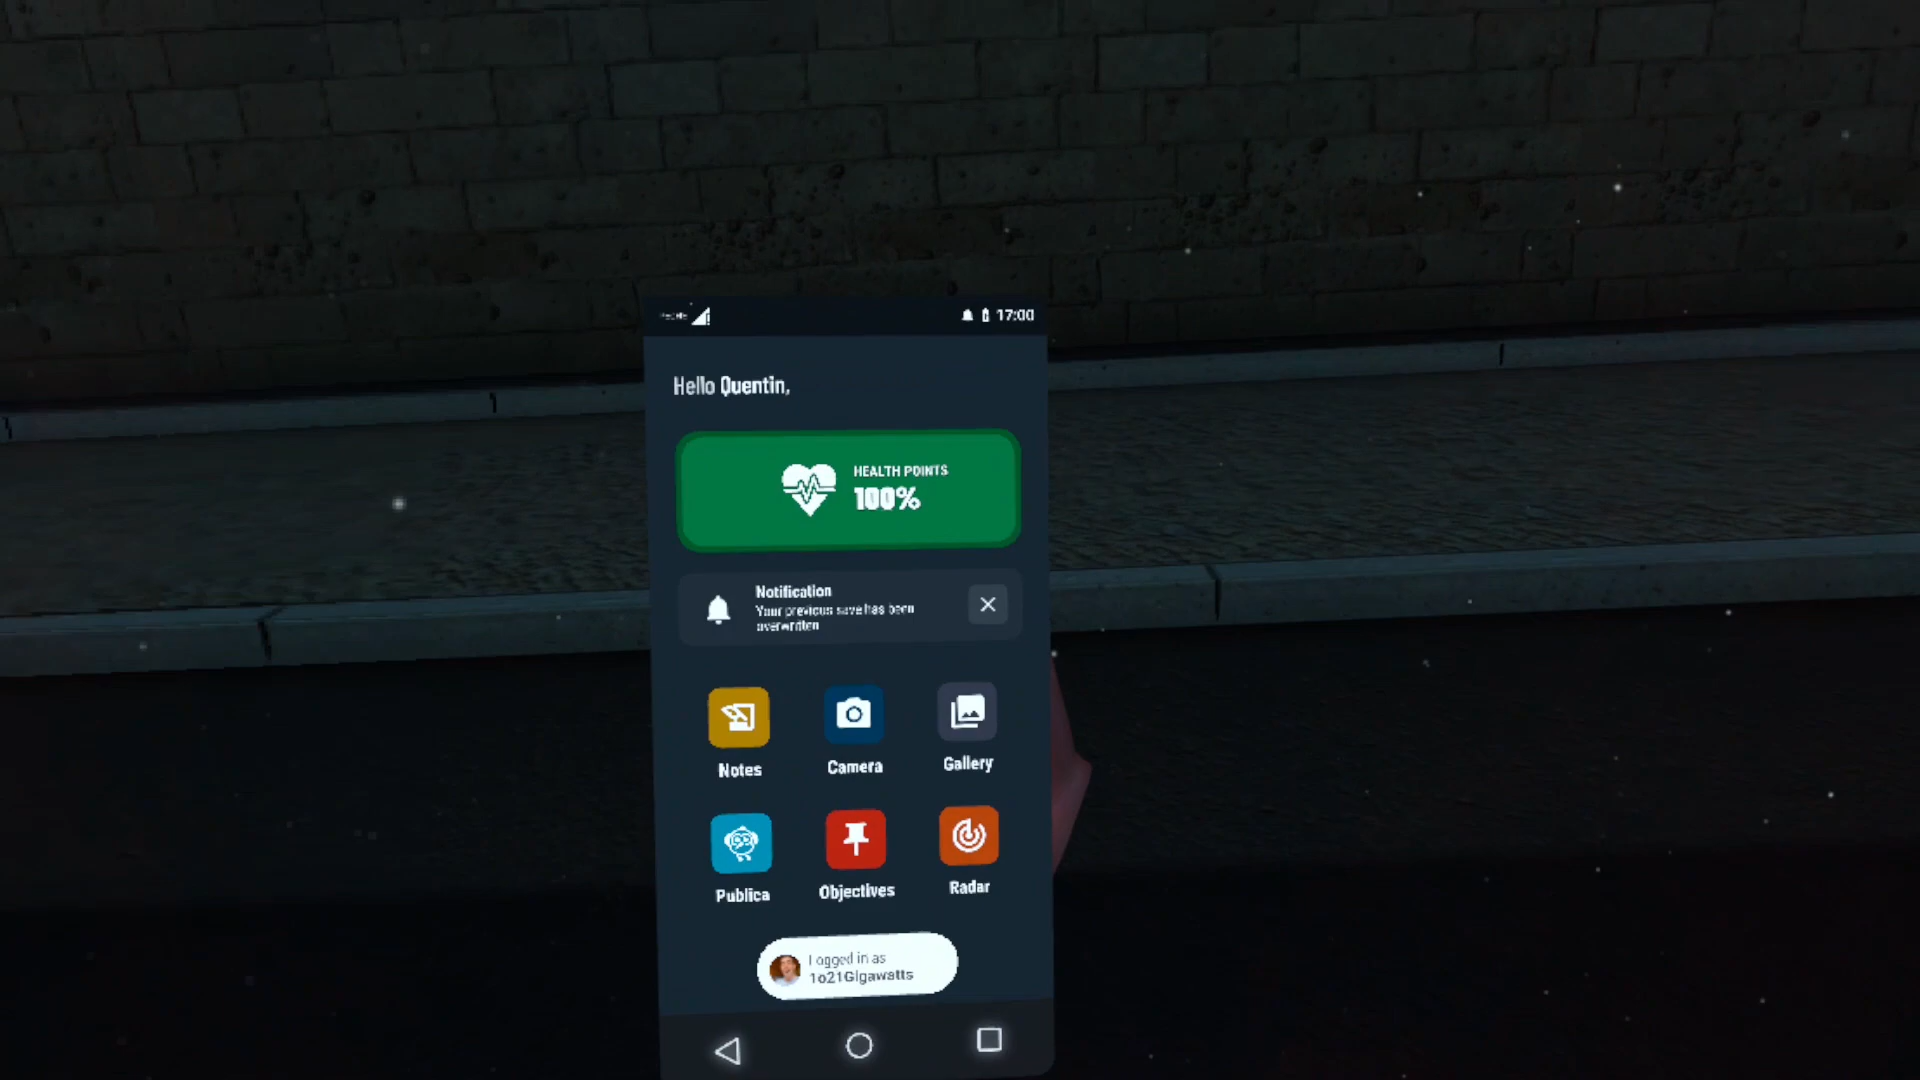 17:00
Hello Quentin,
HEALTH POINTS
100%
Notification
Your previous save has been
overwritten
Notes
Camera
Gallery
Publica
Objectives
Radar
Logged in as
1o21Gigawatts